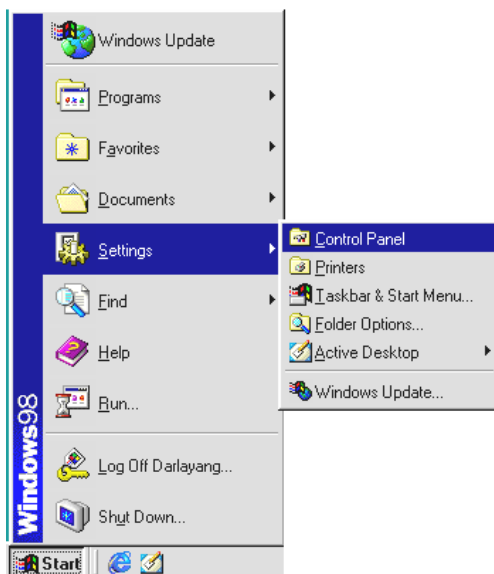 Windows Update
Programs
Favorites
Documents
Settings
Find
Help
Run...
Log Off Darlayang...
Shut Down...
Windows98
Start
Control Panel
Printers
Taskbar & Start Menu...
Folder Options...
Active Desktop
Windows Update...